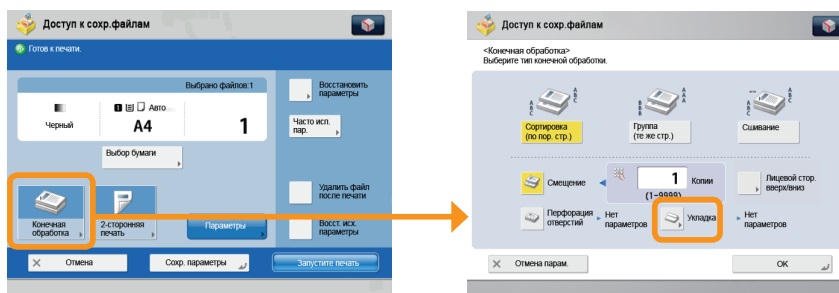 Доступ к сохр.файлам
Готов к печати.
Выбрано файлов:1
Черный
1 Авто
A4
1
Выбор бумаги
Восстановить
параметры
Часто исп.
пар.
Удалить файл
после печати
Восст. исх.
параметры
Конечная
обработка
2-сторонняя
печать
Параметры
Отмена
Сохр. параметры
Запустите печать
Доступ к сохр.файлам
<Конечная обработка>
Выберите тип конечной обработки.
A B C
A B C
Сортировка
(по пор. стр.)
A A A
B B B
Группа
(те же стр.)
A B C
A B C
Сшивание
Смещение
1 Копии
(1-9999)
Лицевой стор.
вверх/вниз
Перфорация
отверстий
Нет
параметров
Укладка
Нет
параметров
Отмена парам.
OK